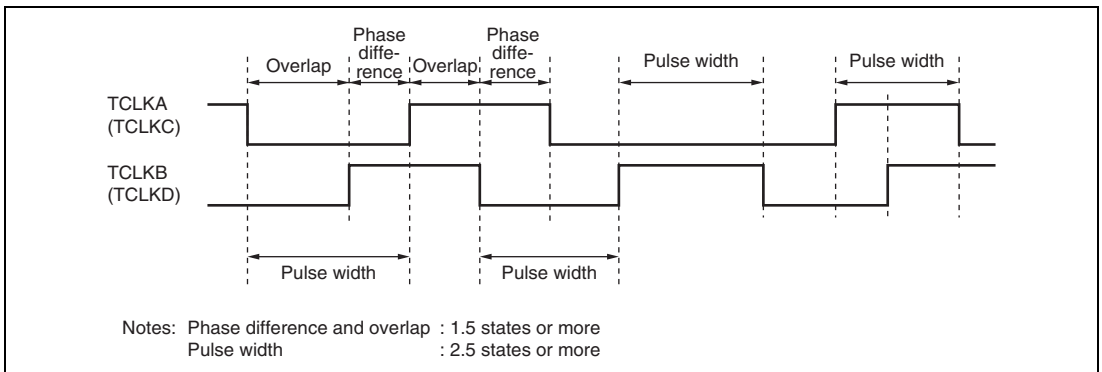 Phase
diffe-
rence
Phase
diffe-
rence
Overlap
Overlap
Pulse width
Pulse width
TCLKA
(TCLKC)
TCLKB
(TCLKD)
Pulse width
Pulse width
Notes: Phase difference and overlap : 1.5 states or more
Pulse width : 2.5 states or more